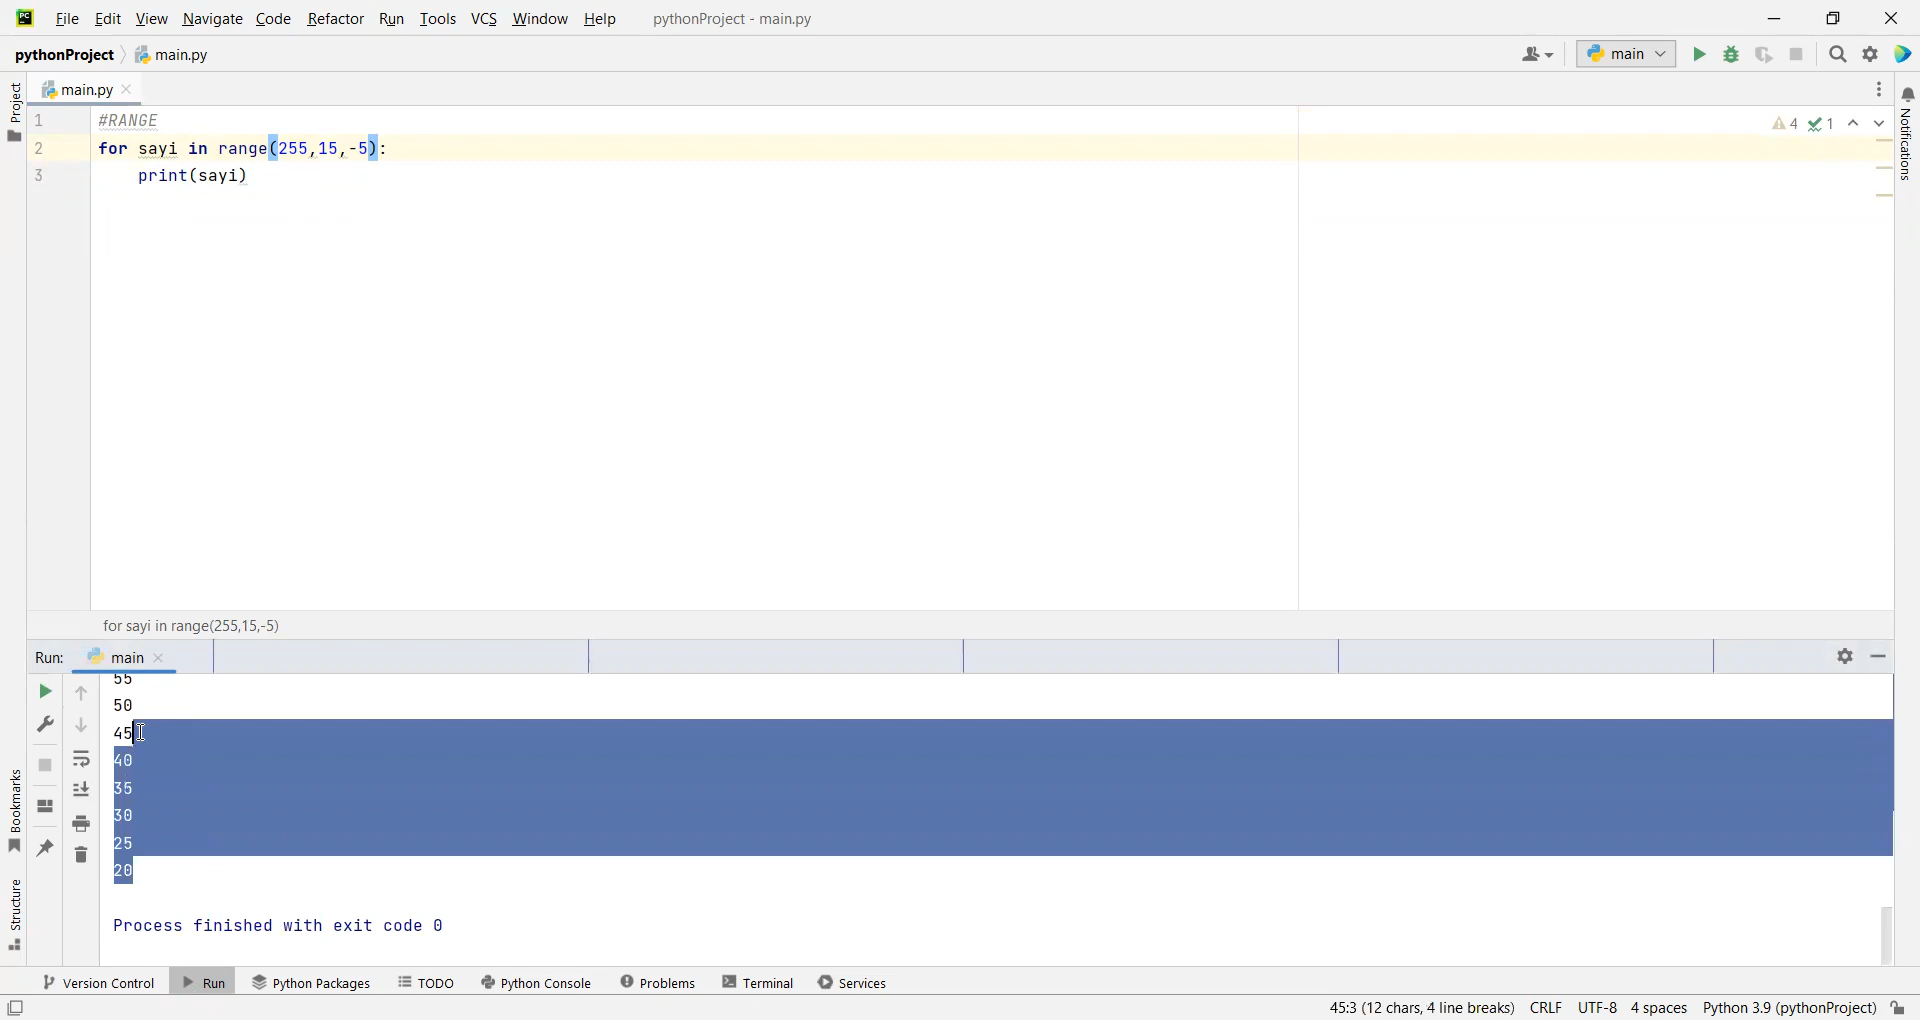 PC File Edit View Navigate Code Refactor Run Tools VCS Window Help pythonProject - main.py
pythonProject main.py main
Project main.py Notifications
1 #RANGE 4 1
2 for sayi in range(255,15,-5):
3 print(sayi)
for sayi in range(255,15,-5)
Run: main
55
50
45
40
35
30
25
20
Process finished with exit code 0
Bookmarks
Structure
Version Control Run Python Packages TODO Python Console Problems Terminal Services
45:3 (12 chars, 4 line breaks) CRLF UTF-8 4 spaces Python 3.9 (pythonProject)